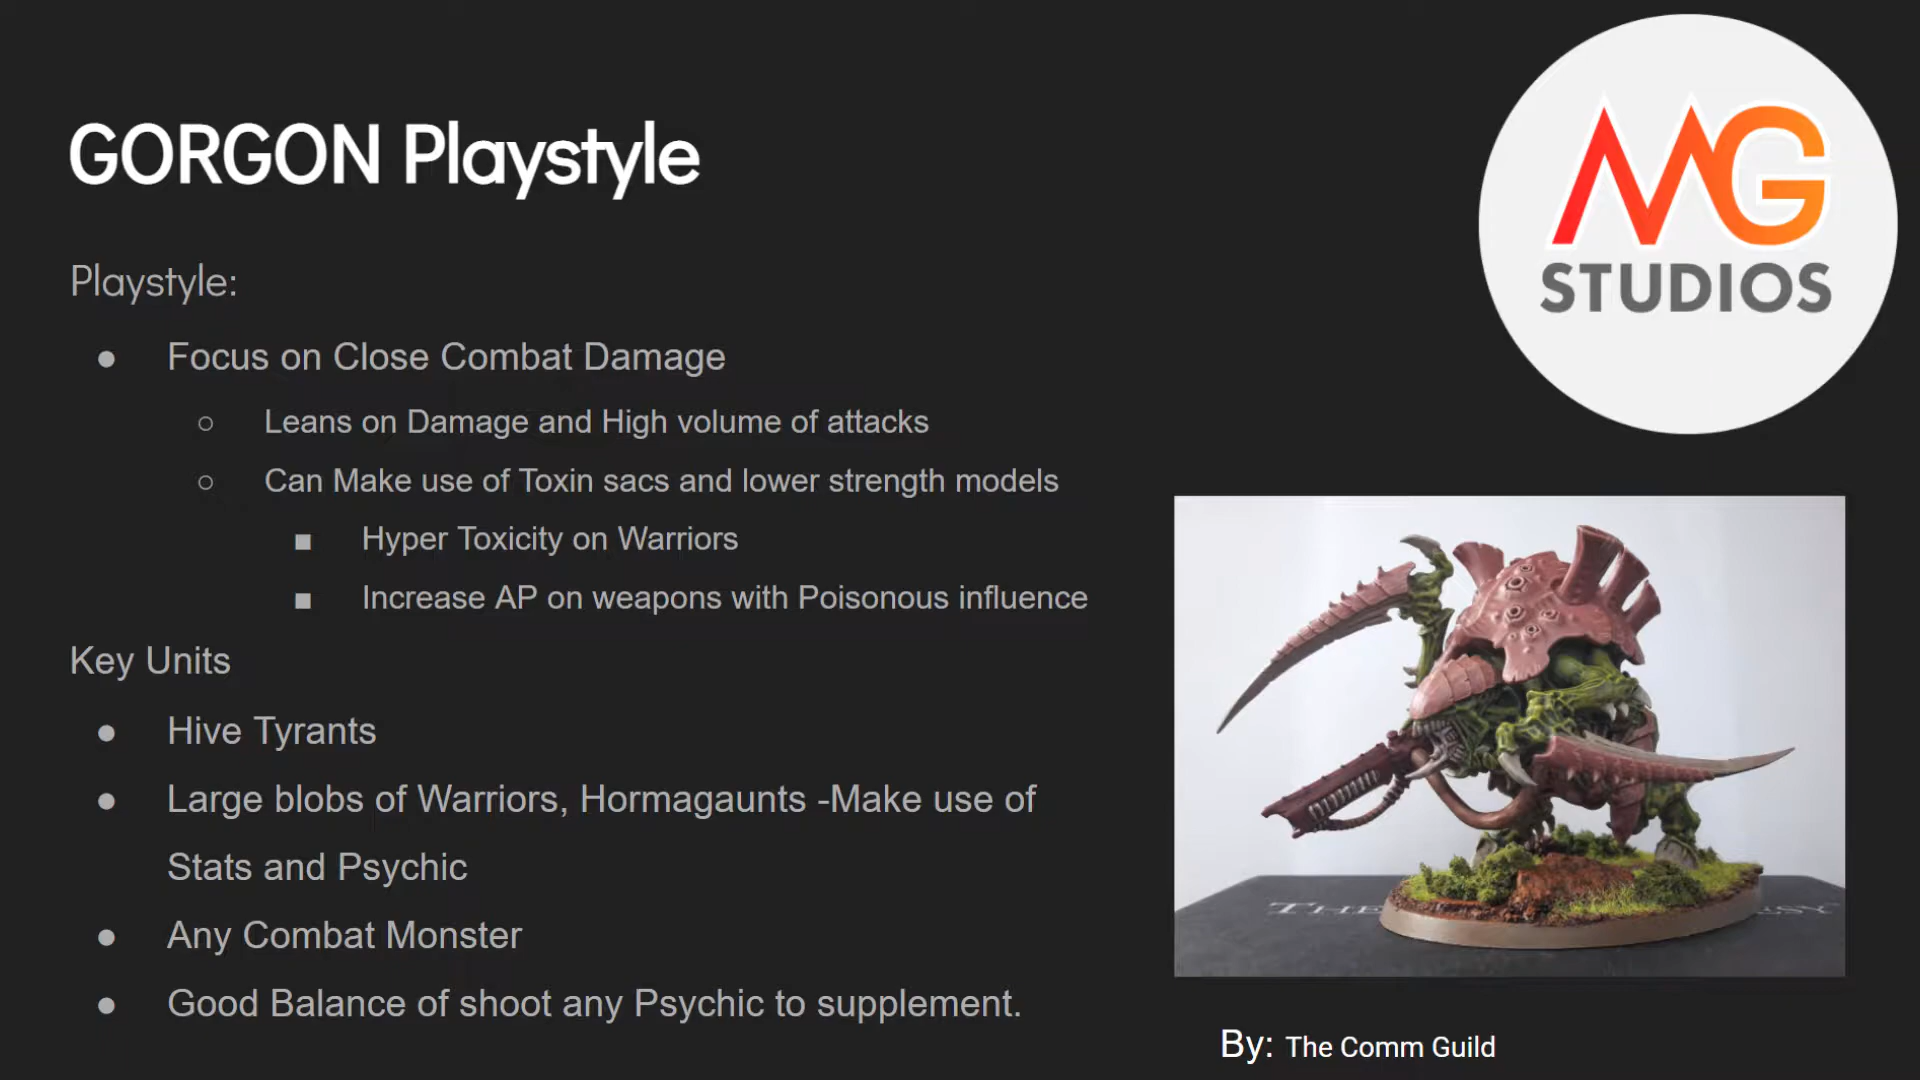 GORGON Playstyle
MG
STUDIOS
Playstyle:
● Focus on Close Combat Damage
○ Leans on Damage and High volume of attacks
○ Can Make use of Toxin sacs and lower strength models
■ Hyper Toxicity on Warriors
■ Increase AP on weapons with Poisonous influence
Key Units
● Hive Tyrants
● Large blobs of Warriors, Hormagaunts -Make use of
Stats and Psychic
● Any Combat Monster
● Good Balance of shoot any Psychic to supplement.
By: The Comm Guild